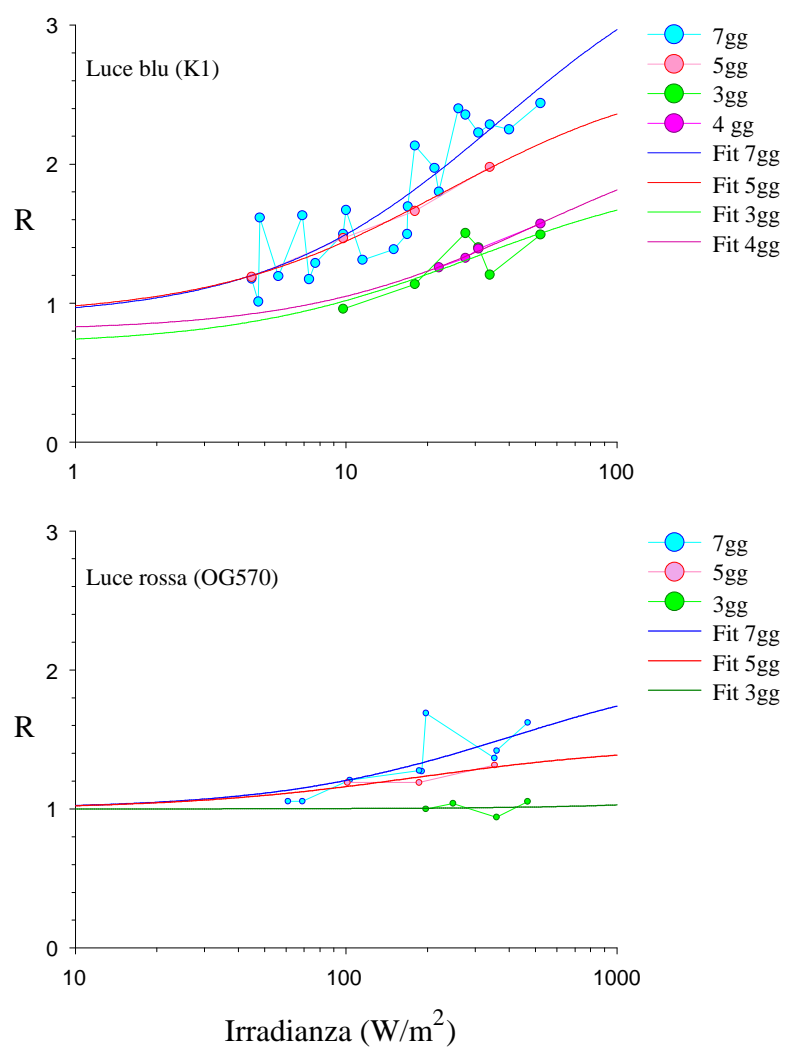 3
Luce blu (K1)
2
R
1
0
1
10
100
7gg
5gg
3gg
4 gg
Fit 7gg
Fit 5gg
Fit 3gg
Fit 4gg
3
Luce rossa (OG570)
2
R
1
0
10
100
1000
7gg
5gg
3gg
Fit 7gg
Fit 5gg
Fit 3gg
Irradianza (W/m²)